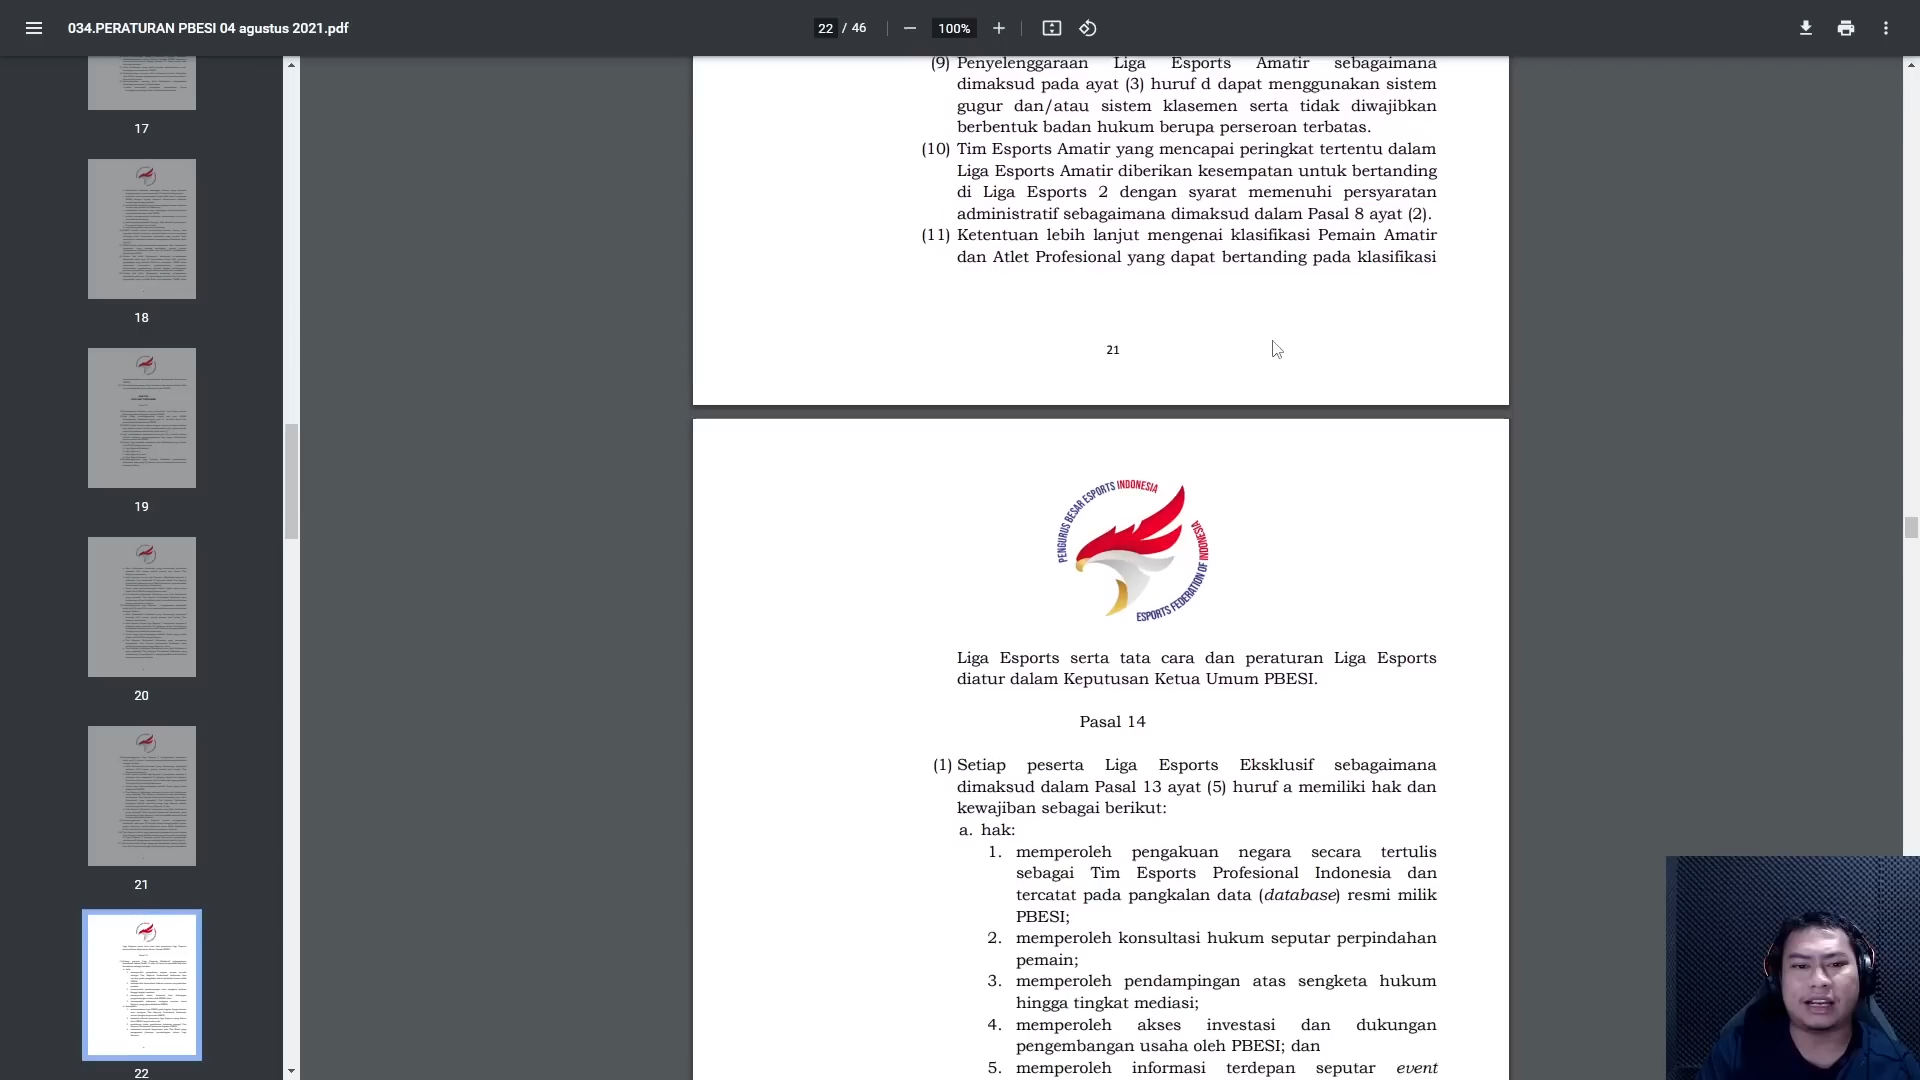 034.PERATURAN PBESI 04 agustus 2021.pdf
22 / 46
100%
17
18
19
20
21
22
(9) Penyelenggaraan Liga Esports Amatir sebagaimana
dimaksud pada ayat (3) huruf d dapat menggunakan sistem
gugur dan/atau sistem klasemen serta tidak diwajibkan
berbentuk badan hukum berupa perseroan terbatas.
(10) Tim Esports Amatir yang mencapai peringkat tertentu dalam
Liga Esports Amatir diberikan kesempatan untuk bertanding
di Liga Esports 2 dengan syarat memenuhi persyaratan
administratif sebagaimana dimaksud dalam Pasal 8 ayat (2).
(11) Ketentuan lebih lanjut mengenai klasifikasi Pemain Amatir
dan Atlet Profesional yang dapat bertanding pada klasifikasi
21
PENGURUS BESAR ESPORTS INDONESIA
ESPORTS FEDERATION OF INDONESIA
Liga Esports serta tata cara dan peraturan Liga Esports
diatur dalam Keputusan Ketua Umum PBESI.
Pasal 14
(1) Setiap peserta Liga Esports Eksklusif sebagaimana
dimaksud dalam Pasal 13 ayat (5) huruf a memiliki hak dan
kewajiban sebagai berikut:
a. hak:
1. memperoleh pengakuan negara secara tertulis
sebagai Tim Esports Profesional Indonesia dan
tercatat pada pangkalan data (database) resmi milik
PBESI;
2. memperoleh konsultasi hukum seputar perpindahan
pemain;
3. memperoleh pendampingan atas sengketa hukum
hingga tingkat mediasi;
4. memperoleh akses investasi dan dukungan
pengembangan usaha oleh PBESI; dan
5. memperoleh informasi terdepan seputar event